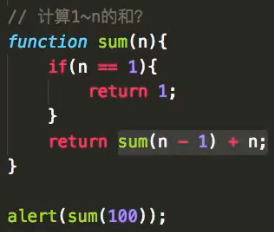 // 计算1~n的和?
function sum(n){
    if(n == 1){
        return 1;
    }
    return sum(n - 1) + n;
}
alert(sum(100));